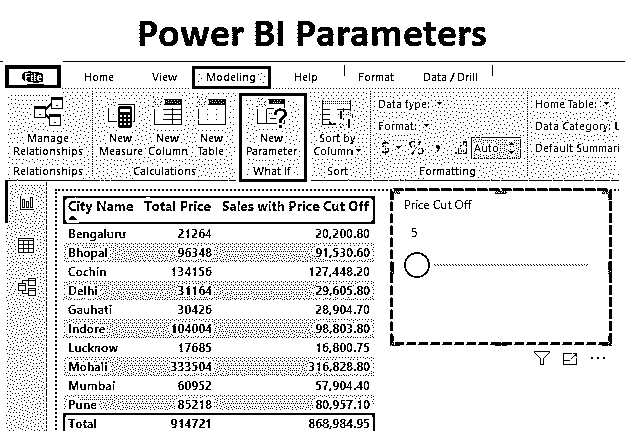 Power BI Parameters
File Home View Modeling Help Format Data / Drill
Manage Relationships
New Measure
New Column
New Table
New Parameter
Sort by Column
Data type:
Format:
$ % , Auto
Home Table:
Data Category: U
Default Summari
Relationships Calculations What If Sort Formatting
City Name Total Price Sales with Price Cut Off
Bengaluru 21264 20,200.80
Bhopal 96348 91,530.60
Cochin 134156 127,448.20
Delhi 31164 29,605.80
Gauhati 30426 28,904.70
Indore 104004 98,803.80
Lucknow 17685 16,800.75
Mohali 333504 316,828.80
Mumbai 60952 57,904.40
Pune 85218 80,957.10
Total 914721 868,984.95
Price Cut Off
5